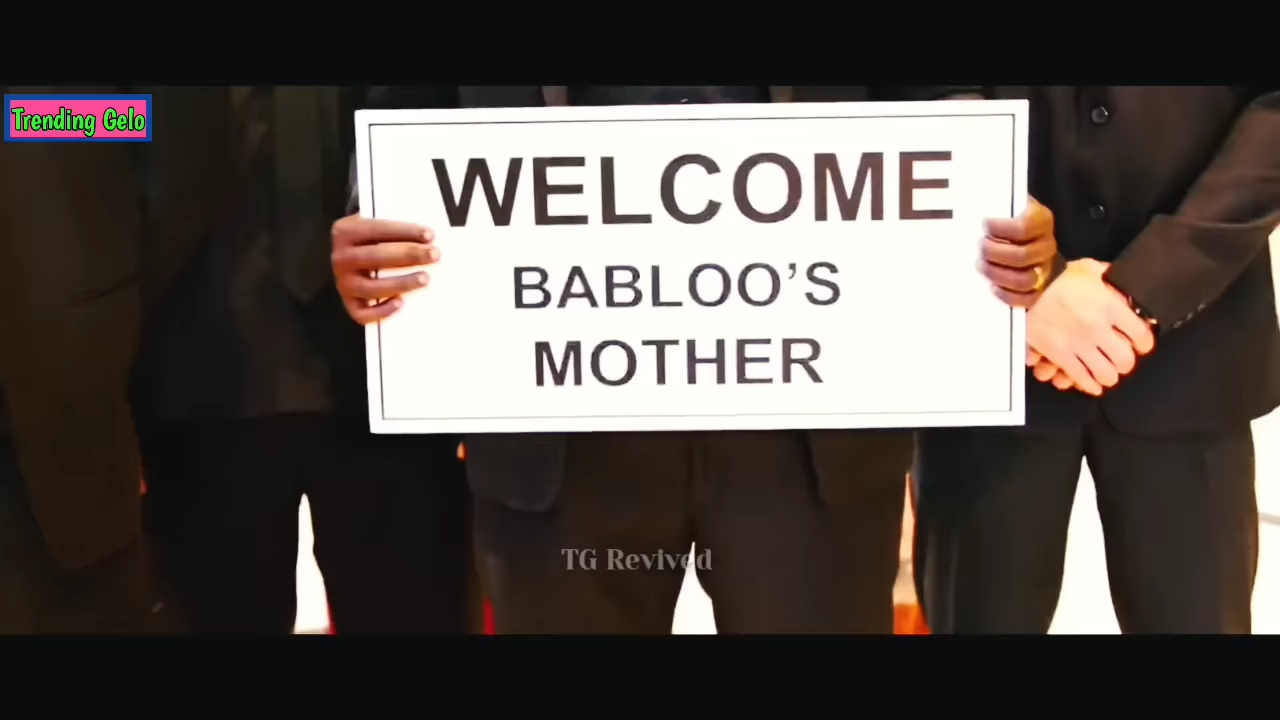 Trending Gelo
WELCOME
BABLOO'S
MOTHER
TG Revived